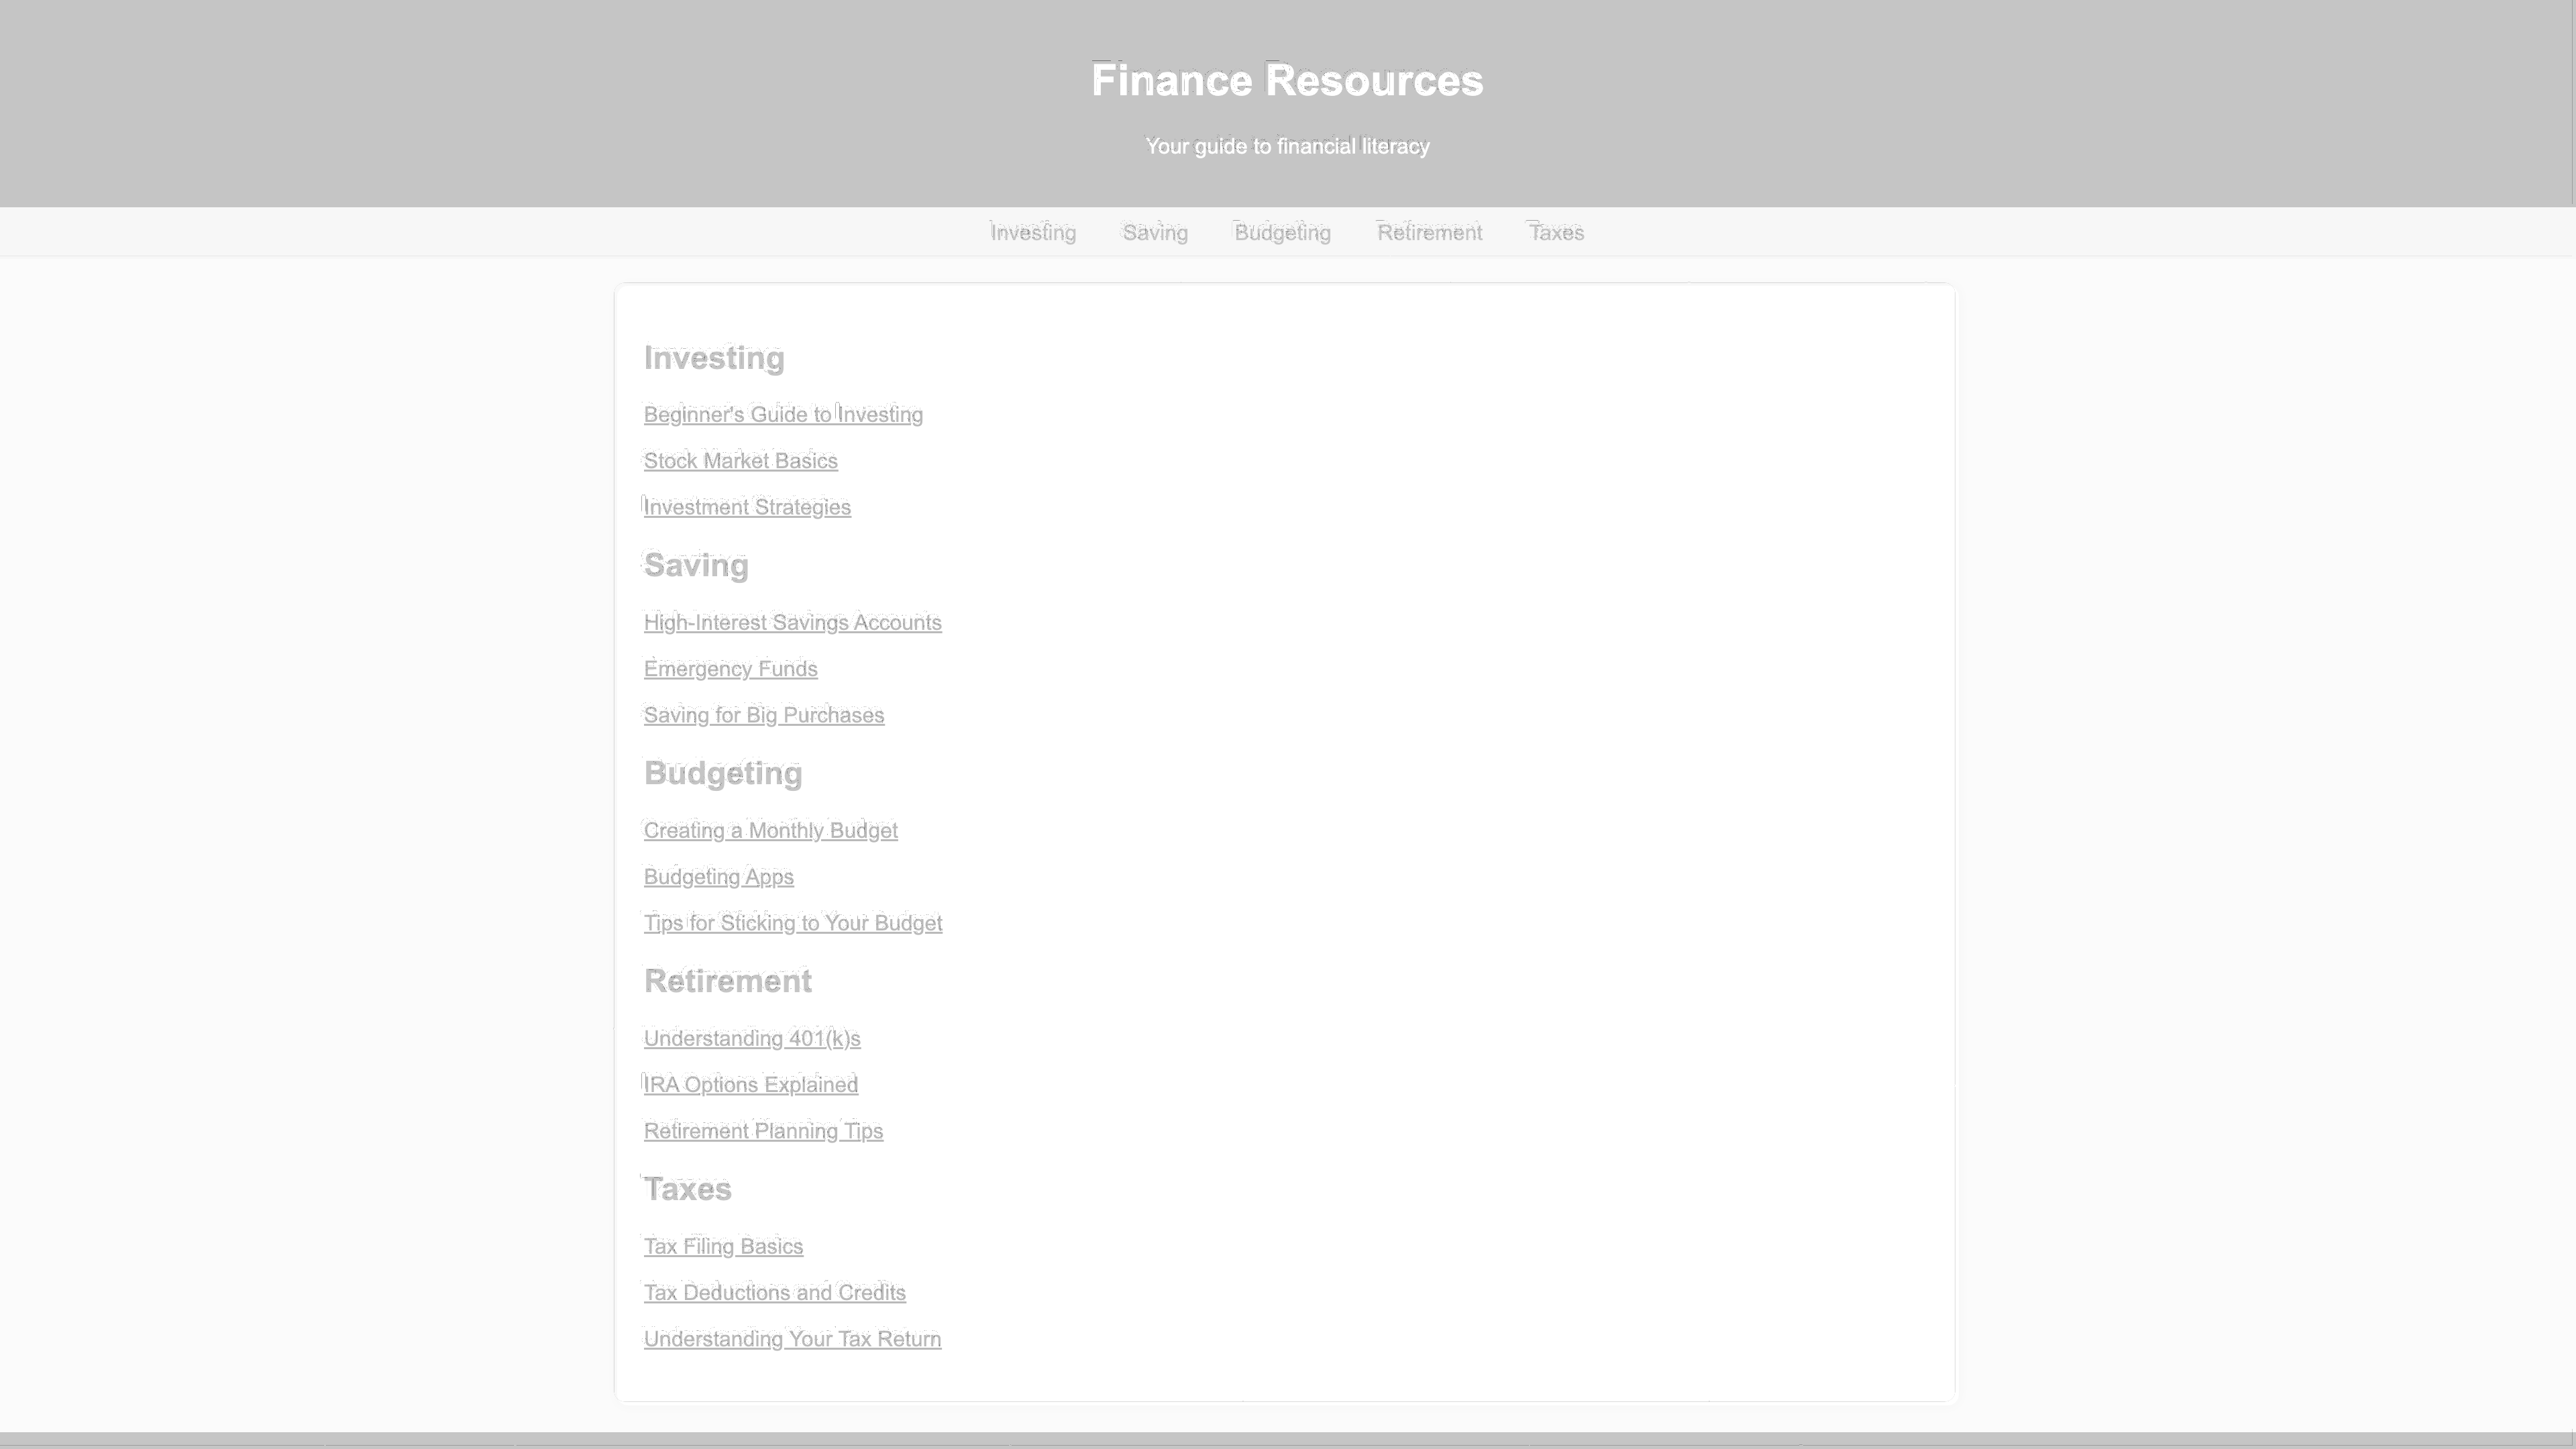 Finance Resources
Your guide to financial literacy
Investing Saving Budgeting Retirement Taxes
Investing
Beginner's Guide to Investing
Stock Market Basics
Investment Strategies
Saving
High-Interest Savings Accounts
Emergency Funds
Saving for Big Purchases
Budgeting
Creating a Monthly Budget
Budgeting Apps
Tips for Sticking to Your Budget
Retirement
Understanding 401(k)s
IRA Options Explained
Retirement Planning Tips
Taxes
Tax Filing Basics
Tax Deductions and Credits
Understanding Your Tax Return